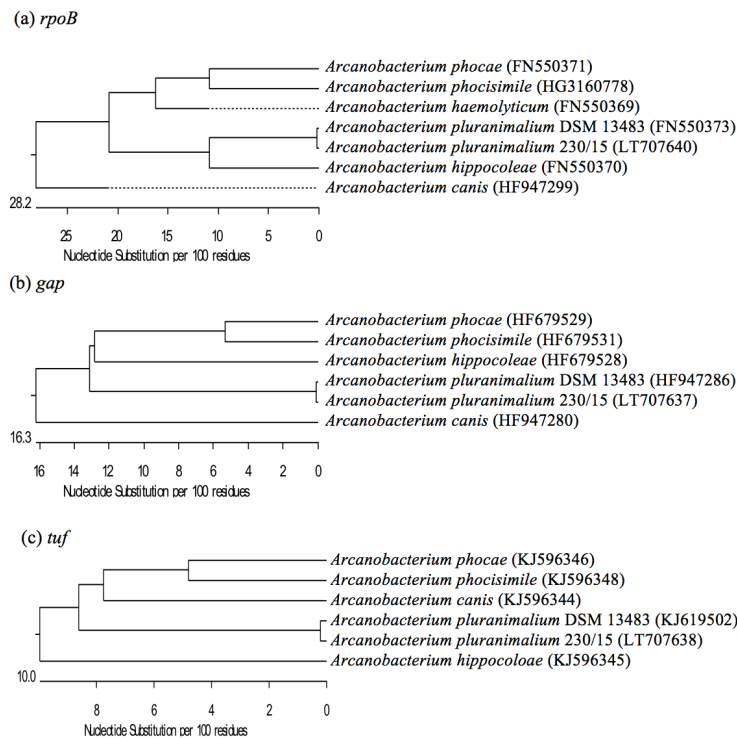 (a) rpoB
Arcanobacterium phocae (FN550371)
Arcanobacterium phocisimile (HG3160778)
Arcanobacterium haemolyticum (FN550369)
Arcanobacterium pluranimalium DSM 13483 (FN550373)
Arcanobacterium pluranimalium 230/15 (LT707640)
Arcanobacterium hippocoleae (FN550370)
Arcanobacterium canis (HF947299)
28.2
25 20 15 10 5 0
Nucleotide Substitution per 100 residues
(b) gap
Arcanobacterium phocae (HF679529)
Arcanobacterium phocisimile (HF679531)
Arcanobacterium hippocoleae (HF679528)
Arcanobacterium pluranimalium DSM 13483 (HF947286)
Arcanobacterium pluranimalium 230/15 (LT707637)
Arcanobacterium canis (HF947280)
16.3
16 14 12 10 8 6 4 2 0
Nucleotide Substitution per 100 residues
(c) tuf
Arcanobacterium phocae (KJ596346)
Arcanobacterium phocisimile (KJ596348)
Arcanobacterium canis (KJ596344)
Arcanobacterium pluranimalium DSM 13483 (KJ619502)
Arcanobacterium pluranimalium 230/15 (LT707638)
Arcanobacterium hippocoloae (KJ596345)
10.0
8 6 4 2 0
Nucleotide Substitution per 100 residues